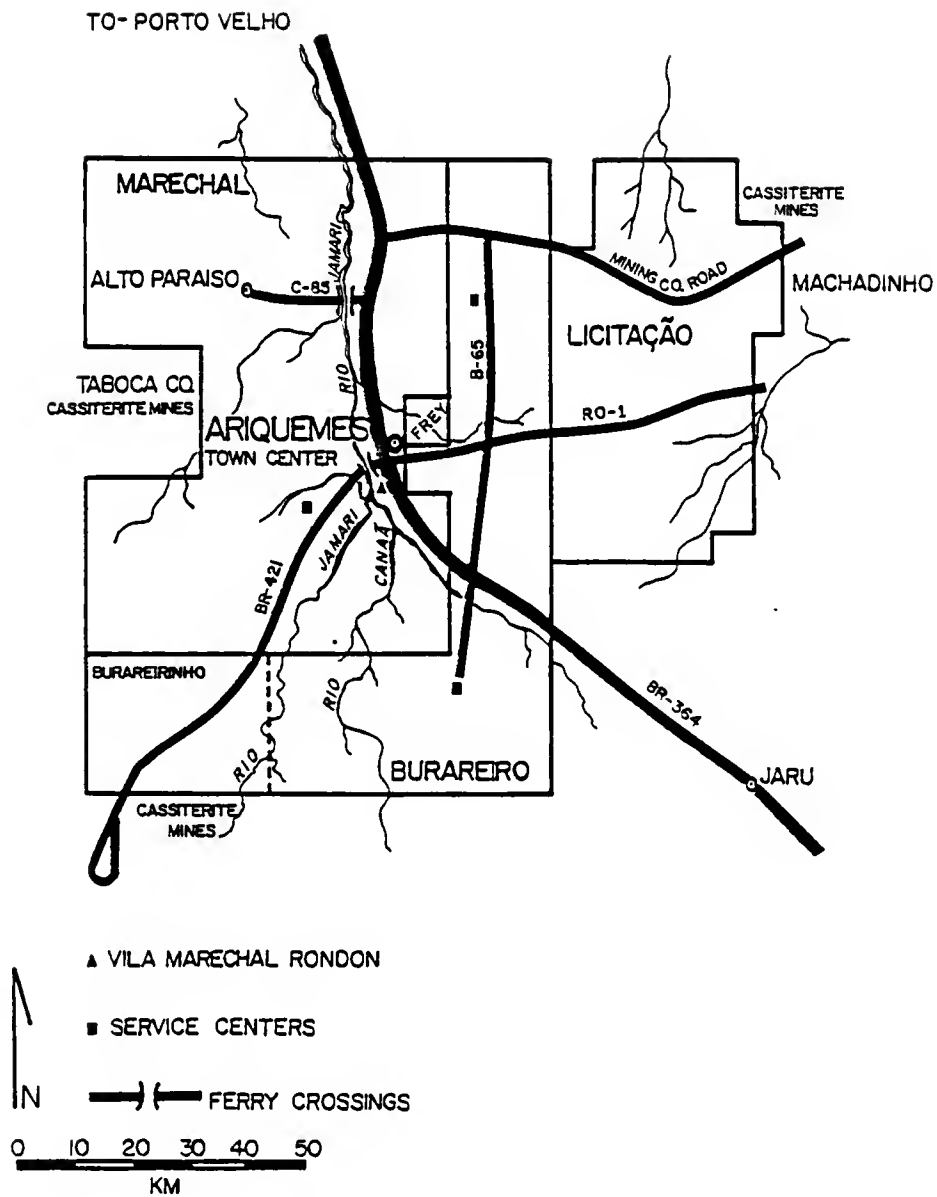 TO- PORTO VELHO
MARECHAL
CASSITERITE
MINES
JAMARI
ALTO PARAISO
C-85
MINING CO. ROAD
MACHADINHO
LICITAÇÃO
B-65
TABOCA CO.
CASSITERITE MINES
RIO
FREY
RO-1
ARIQUEMES
TOWN CENTER
JAMARI
CANAÃ
BR-421
BURAREIRINHO
RIO
BR-364
RIO
BURAREIRO
JARU
CASSITERITE
MINES
VILA MARECHAL RONDON
SERVICE CENTERS
N
FERRY CROSSINGS
0 10 20 30 40 50
KM